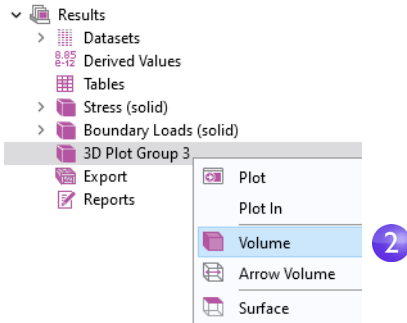 Results
Datasets
8.85
e-12 Derived Values
Tables
Stress (solid)
Boundary Loads (solid)
3D Plot Group 3
Export
Reports
Plot
Plot In
Volume
2
Arrow Volume
Surface